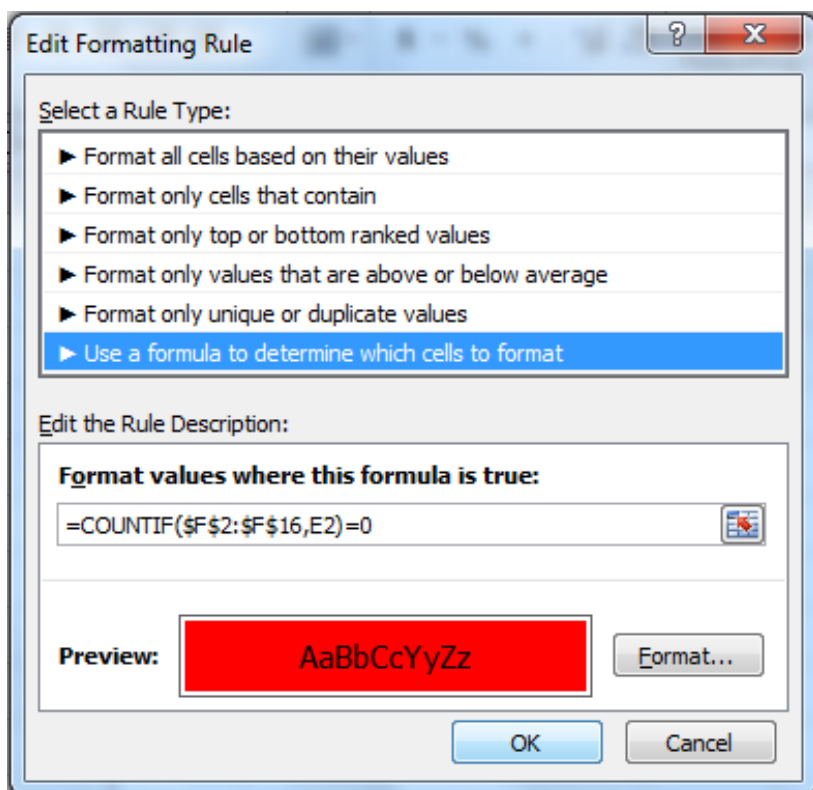 Edit Formatting Rule
?
Select a Rule Type:
► Format all cells based on their values
► Format only cells that contain
► Format only top or bottom ranked values
► Format only values that are above or below average
► Format only unique or duplicate values
► Use a formula to determine which cells to format
Edit the Rule Description:
Format values where this formula is true:
=COUNTIF($F$2:$F$16,E2)=0
Preview:
AaBbCcYyZz
Format...
OK
Cancel